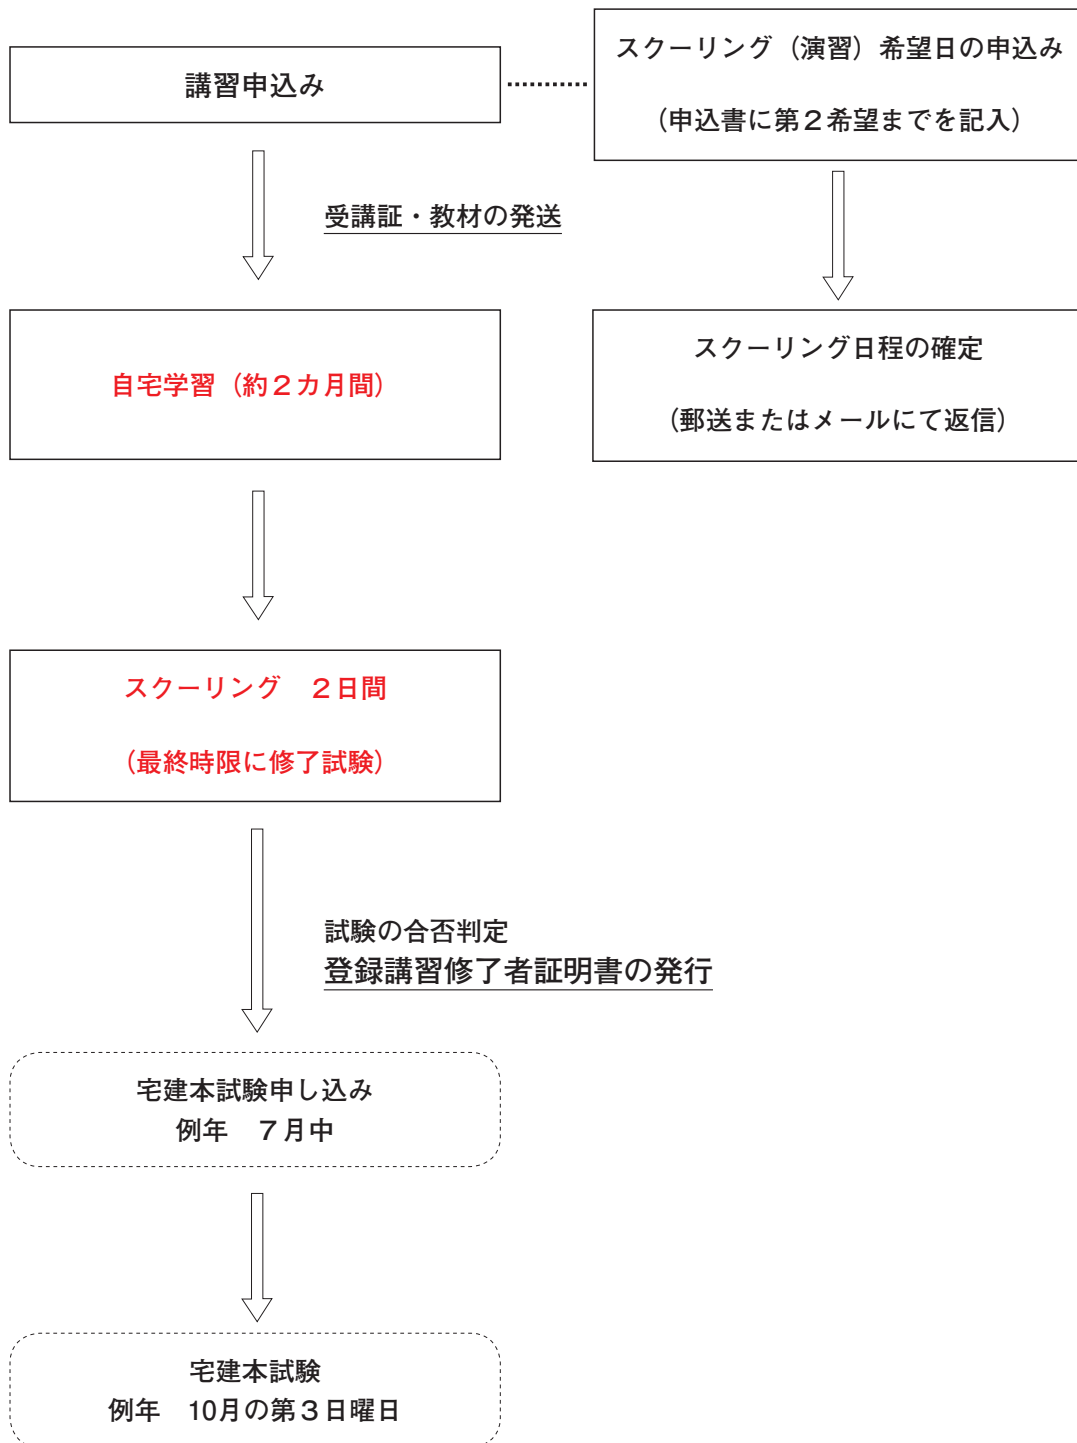 講習申込み
スクーリング（演習）希望日の申込み
（申込書に第２希望までを記入）
受講証・教材の発送
自宅学習（約２カ月間）
スクーリング日程の確定
（郵送またはメールにて返信）
スクーリング　２日間
（最終時限に修了試験）
試験の合否判定
登録講習修了者証明書の発行
宅建本試験申し込み
例年　７月中
宅建本試験
例年　10月の第３日曜日